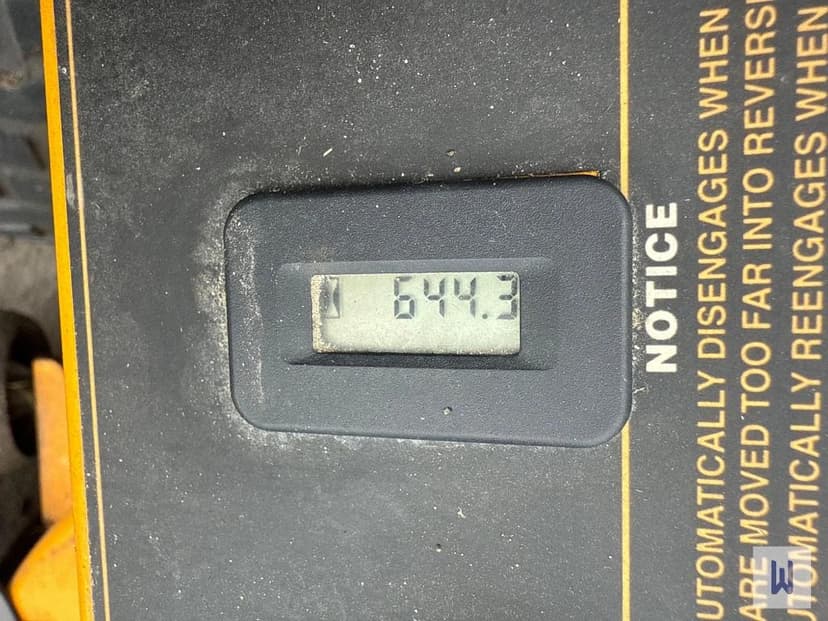 644.3
NOTICE
UTOMATICALLY DISENGAGES WHEN
ARE MOVED TOO FAR INTO REVERS
UTOMATICALLY REENGAGES WHEN
W